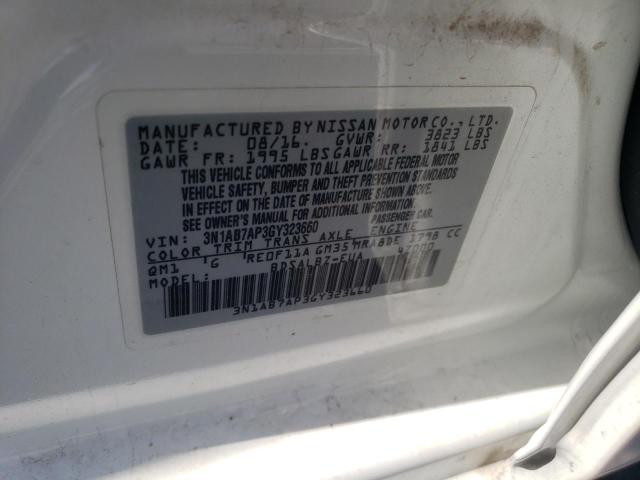 MANUFACTURED BY NISSAN MOTOR CO., LTD.
DATE: 08/16. GVWR: 3823 LBS
GAWR FR: 1995 LBS GAWR RR: 1841 LBS
THIS VEHICLE CONFORMS TO ALL APPLICABLE FEDERAL MOTOR
VEHICLE SAFETY, BUMPER AND THEFT PREVENTION STANDARDS
IN EFFECT ON THE DATE OF MANUFACTURE SHOWN ABOVE.
SEE OWNER'S MANUAL FOR ADDITIONAL INFORMATION
VIN: 3N1AB7AP3GY323660 PASSENGER CAR.
COLOR TRIM TRANS AXLE ENGINE
QM1 G RE0F11A GM35 MRA8DE 1798 CC
MODEL: BDSALBZ-EUA 47000
3N1AB7AP3GY323660